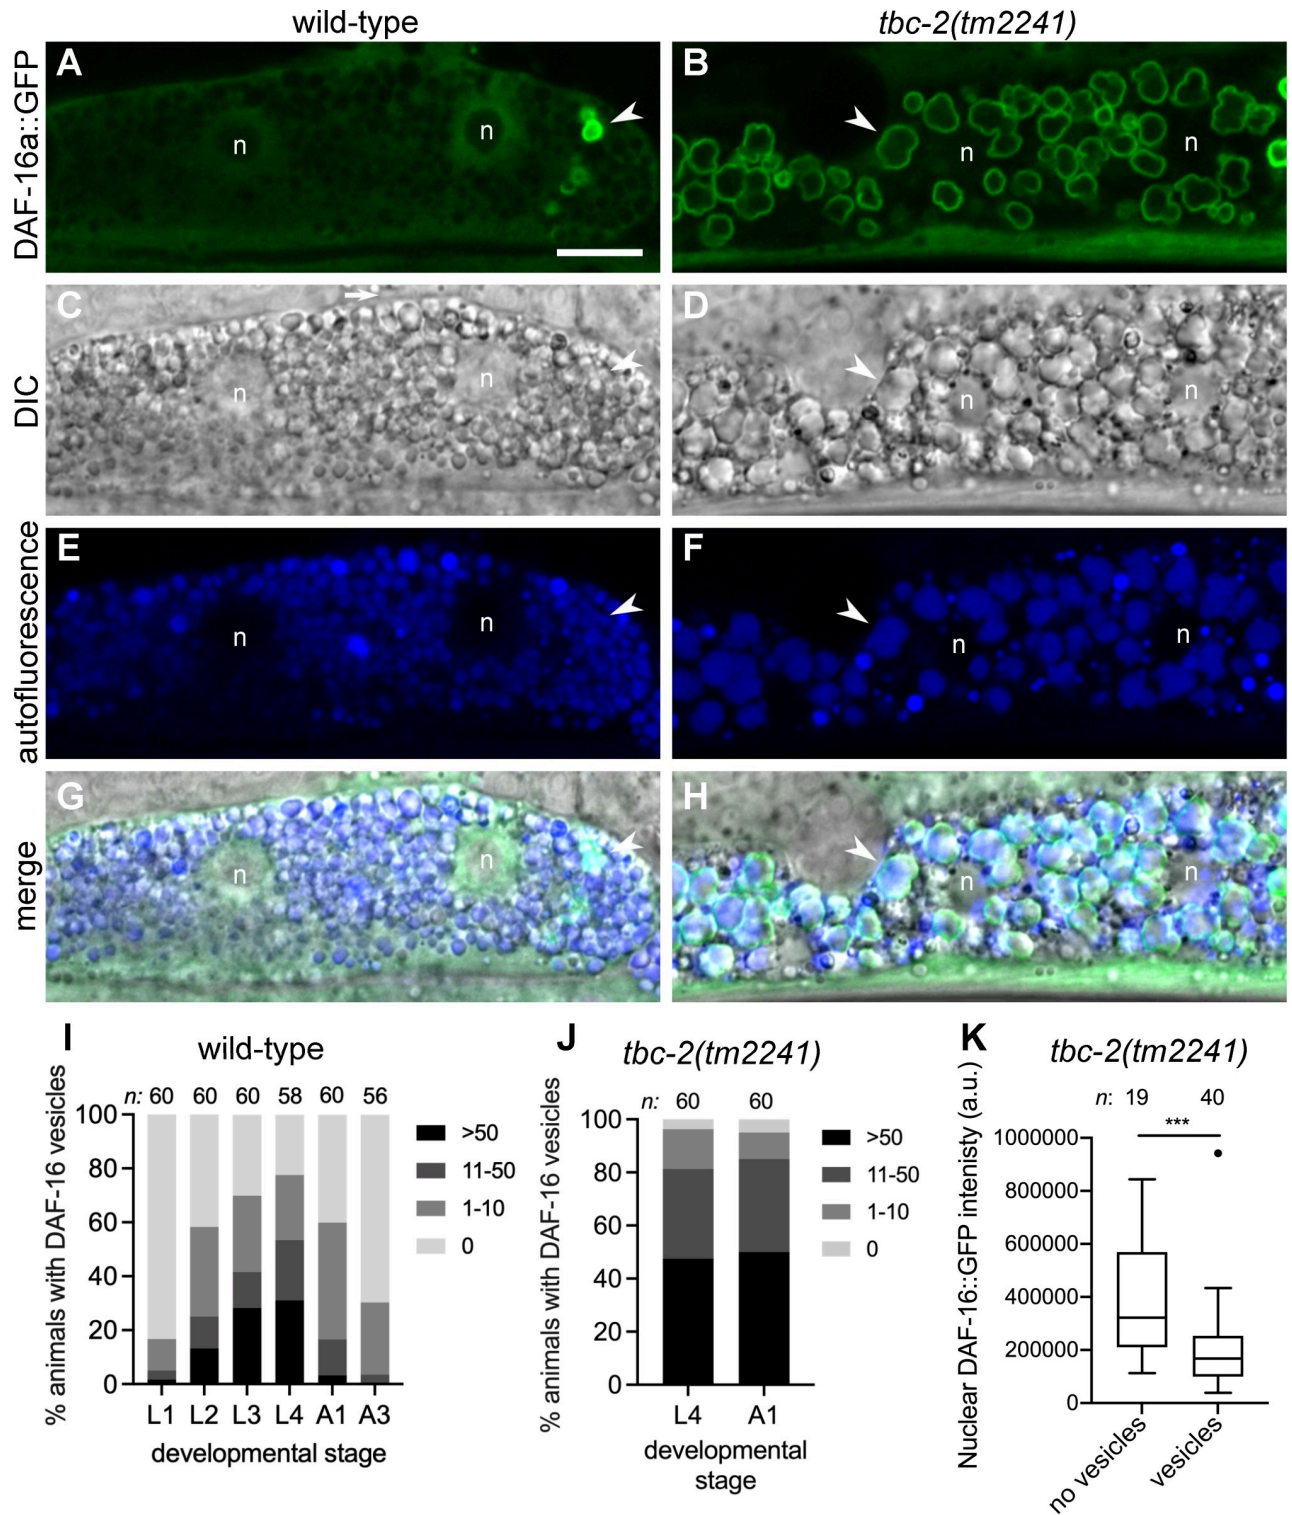 wild-type
tbc-2(tm2241)
DAF-16a::GFP
A
n
n
B
n
n
DIC
C
n
n
D
n
n
autofluorescence
E
n
n
F
n
n
merge
G
n
n
H
n
n
I
wild-type
% animals with DAF-16 vesicles
n: 60 60 60 58 60 56
100
80
60
40
20
0
L1 L2 L3 L4 A1 A3
developmental stage
>50
11-50
1-10
0
J
tbc-2(tm2241)
% animals with DAF-16 vesicles
n: 60 60
100
80
60
40
20
0
L4 A1
developmental
stage
>50
11-50
1-10
0
K
tbc-2(tm2241)
Nuclear DAF-16::GFP intenisty (a.u.)
n: 19 40
***
1000000
800000
600000
400000
200000
0
no vesicles
vesicles